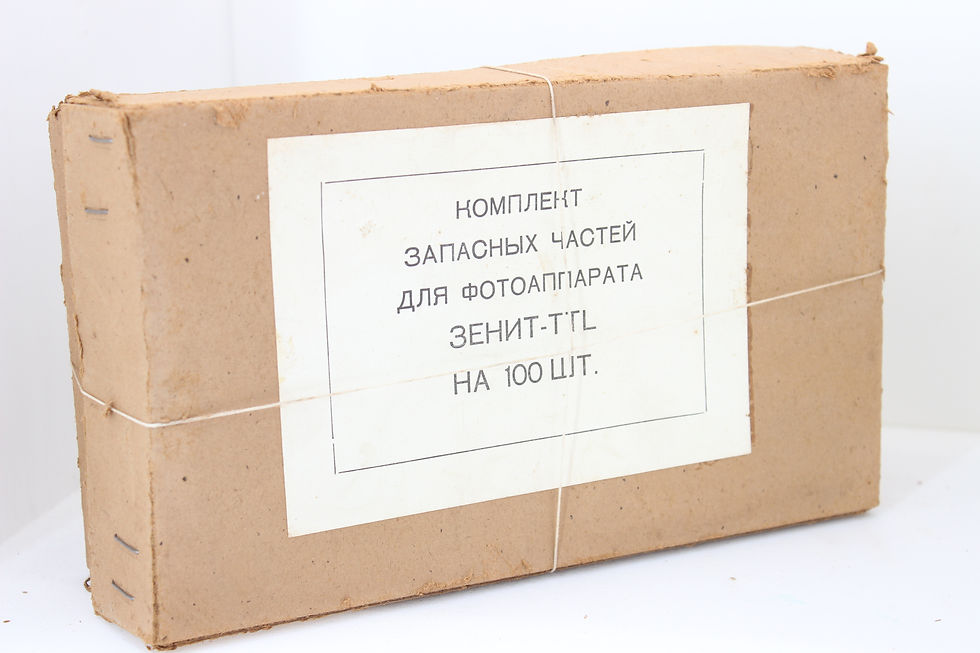 КОМПЛЕКТ
ЗАПАСНЫХ ЧАСТЕЙ
ДЛЯ ФОТОАППАРАТА
ЗЕНИТ-TTL
НА 100 ШТ.